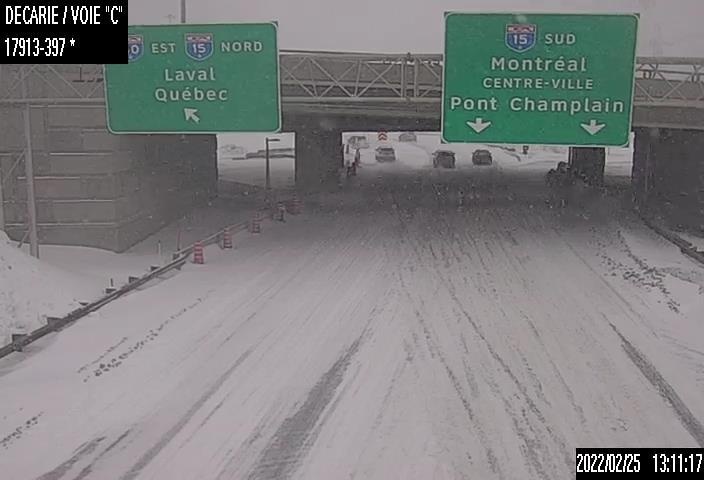 DECARIE / VOIE "C"
17913-397 *
EST 15 NORD
Laval
Québec
15 SUD
Montréal
CENTRE-VILLE
Pont Champlain
2022/02/25 13:11:17